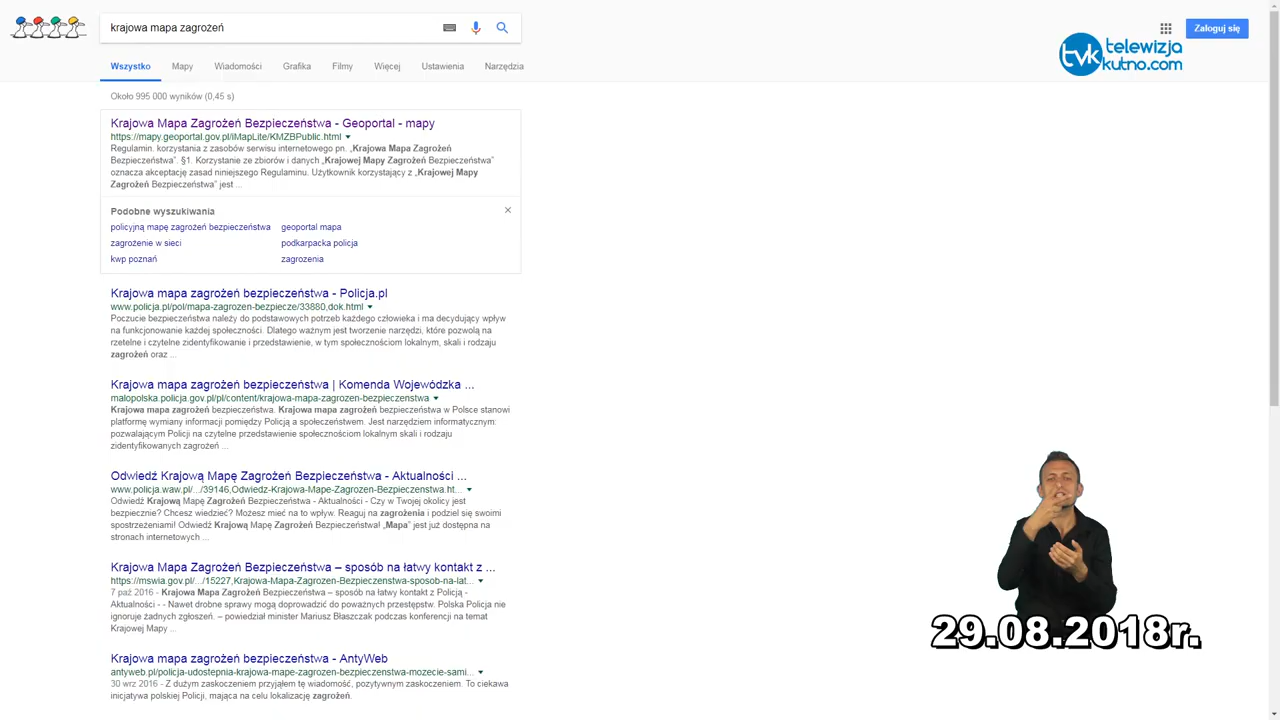 krajowa mapa zagrożeń
Zaloguj się
telewizja
tvk kutno.com
Wszystko Mapy Wiadomości Grafika Filmy Więcej Ustawienia Narzędzia
Około 995 000 wyników (0,45 s)
Krajowa Mapa Zagrożeń Bezpieczeństwa - Geoportal - mapy
https://mapy.geoportal.gov.pl/iMapLite/KMZBPublic.html
Regulamin. korzystania z zasobów serwisu internetowego pn. „Krajowa Mapa Zagrożeń
Bezpieczeństwa”. §1. Korzystanie ze zbiorów i danych „Krajowej Mapy Zagrożeń Bezpieczeństwa”
oznacza akceptację zasad niniejszego Regulaminu. Użytkownik korzystający z „Krajowej Mapy
Zagrożeń Bezpieczeństwa” jest ...
Podobne wyszukiwania
policyjną mapę zagrożeń bezpieczeństwa geoportal mapa
zagrożenie w sieci podkarpacka policja
kwp poznań zagrozenia
Krajowa mapa zagrożeń bezpieczeństwa - Policja.pl
www.policja.pl/pol/mapa-zagrozen-bezpiecze/33880,dok.html
Poczucie bezpieczeństwa należy do podstawowych potrzeb każdego człowieka i ma decydujący wpływ
na funkcjonowanie każdej społeczności. Dlatego ważnym jest tworzenie narzędzi, które pozwolą na
rzetelne i czytelne zidentyfikowanie i przedstawienie, w tym społecznościom lokalnym, skali i rodzaju
zagrożeń oraz ...
Krajowa mapa zagrożeń bezpieczeństwa | Komenda Wojewódzka ...
malopolska.policja.gov.pl/pl/content/krajowa-mapa-zagrozen-bezpieczenstwa
Krajowa mapa zagrożeń bezpieczeństwa. Krajowa mapa zagrożeń bezpieczeństwa w Polsce stanowi
platformę wymiany informacji pomiędzy Policją a społeczeństwem. Jest narzędziem informatycznym:
pozwalającym Policji na czytelne przedstawienie społecznościom lokalnym skali i rodzaju
zidentyfikowanych zagrożeń ...
Odwiedź Krajową Mapę Zagrożeń Bezpieczeństwa - Aktualności ...
www.policja.waw.pl/.../39146,Odwiedz-Krajowa-Mape-Zagrozen-Bezpieczenstwa.ht...
Odwiedź Krajową Mapę Zagrożeń Bezpieczeństwa - Aktualności - Czy w Twojej okolicy jest
bezpiecznie? Chcesz wiedzieć? Możesz mieć na to wpływ. Reaguj na zagrożenia i podziel się swoimi
spostrzeżeniami! Odwiedź Krajową Mapę Zagrożeń Bezpieczeństwa! „Mapa” jest już dostępna na
stronach internetowych ...
Krajowa Mapa Zagrożeń Bezpieczeństwa – sposób na łatwy kontakt z ...
https://mswia.gov.pl/.../15227,Krajowa-Mapa-Zagrozen-Bezpieczenstwa-sposob-na-lat...
7 paź 2016 - Krajowa Mapa Zagrożeń Bezpieczeństwa – sposób na łatwy kontakt z Policją -
Aktualności - - Nawet drobne sprawy mogą doprowadzić do poważnych przestępstw. Polska Policja nie
ignoruje żadnych zgłoszeń. – powiedział minister Mariusz Błaszczak podczas konferencji na temat
Krajowej Mapy ...
29.08.2018r.
Krajowa mapa zagrożeń bezpieczeństwa - AntyWeb
antyweb.pl/policja-udostepnia-krajowa-mape-zagrozen-bezpieczenstwa-mozecie-sami...
30 wrz 2016 - Z dużym zaskoczeniem przyjąłem tę wiadomość, pozytywnym zaskoczeniem. To ciekawa
inicjatywa polskiej Policji, mająca na celu lokalizację zagrożeń.